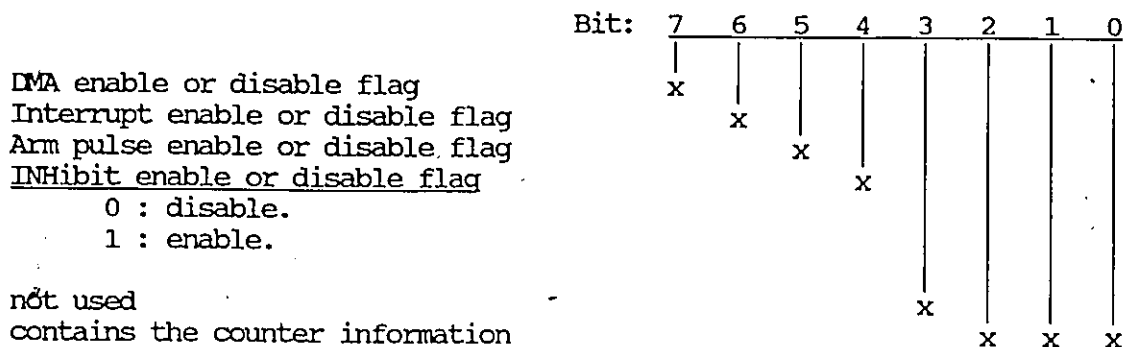 Bit: 7 6 5 4 3 2 1 0
DMA enable or disable flag x
Interrupt enable or disable flag x
Arm pulse enable or disable flag x
INHibit enable or disable flag x
0 : disable.
1 : enable.
not used x
contains the counter information x x x